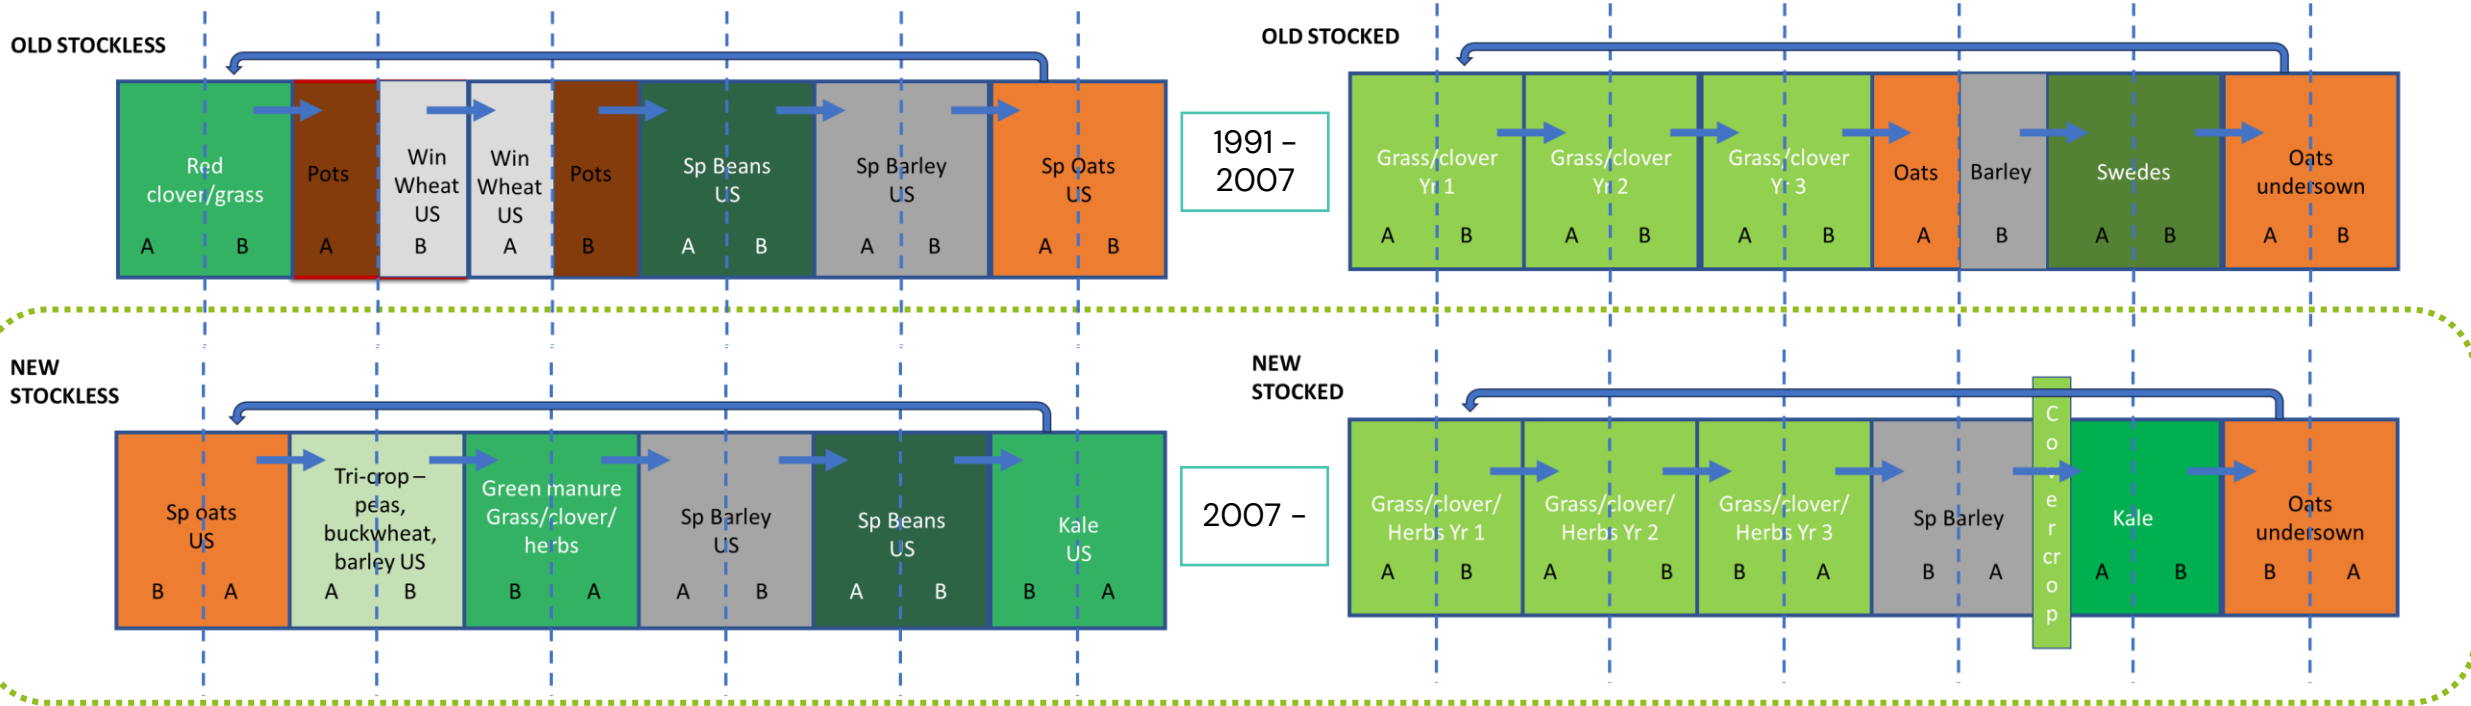 OLD STOCKLESS
Red
clover/grass
A B
Pots
A
Win
Wheat
US
B
Win
Wheat
US
A
Pots
B
Sp Beans
US
A B
Sp Barley
US
A B
Sp Oats
US
A B
1991 –
2007
OLD STOCKED
Grass/clover
Yr 1
A B
Grass/clover
Yr 2
A B
Grass/clover
Yr 3
A B
Oats
A
Barley
B
Swedes
A B
Oats
undersown
A B
NEW
STOCKLESS
Sp oats
US
B A
Tri-crop –
peas,
buckwheat,
barley US
A B
Green manure
Grass/clover/
herbs
B A
Sp Barley
US
A B
Sp Beans
US
A B
Kale
US
B A
2007 –
NEW
STOCKED
Grass/clover/
Herbs Yr 1
A B
Grass/clover/
Herbs Yr 2
A B
Grass/clover/
Herbs Yr 3
B A
Sp Barley
B A
C
o
v
e
r
cr
o
p
Kale
A B
Oats
undersown
B A